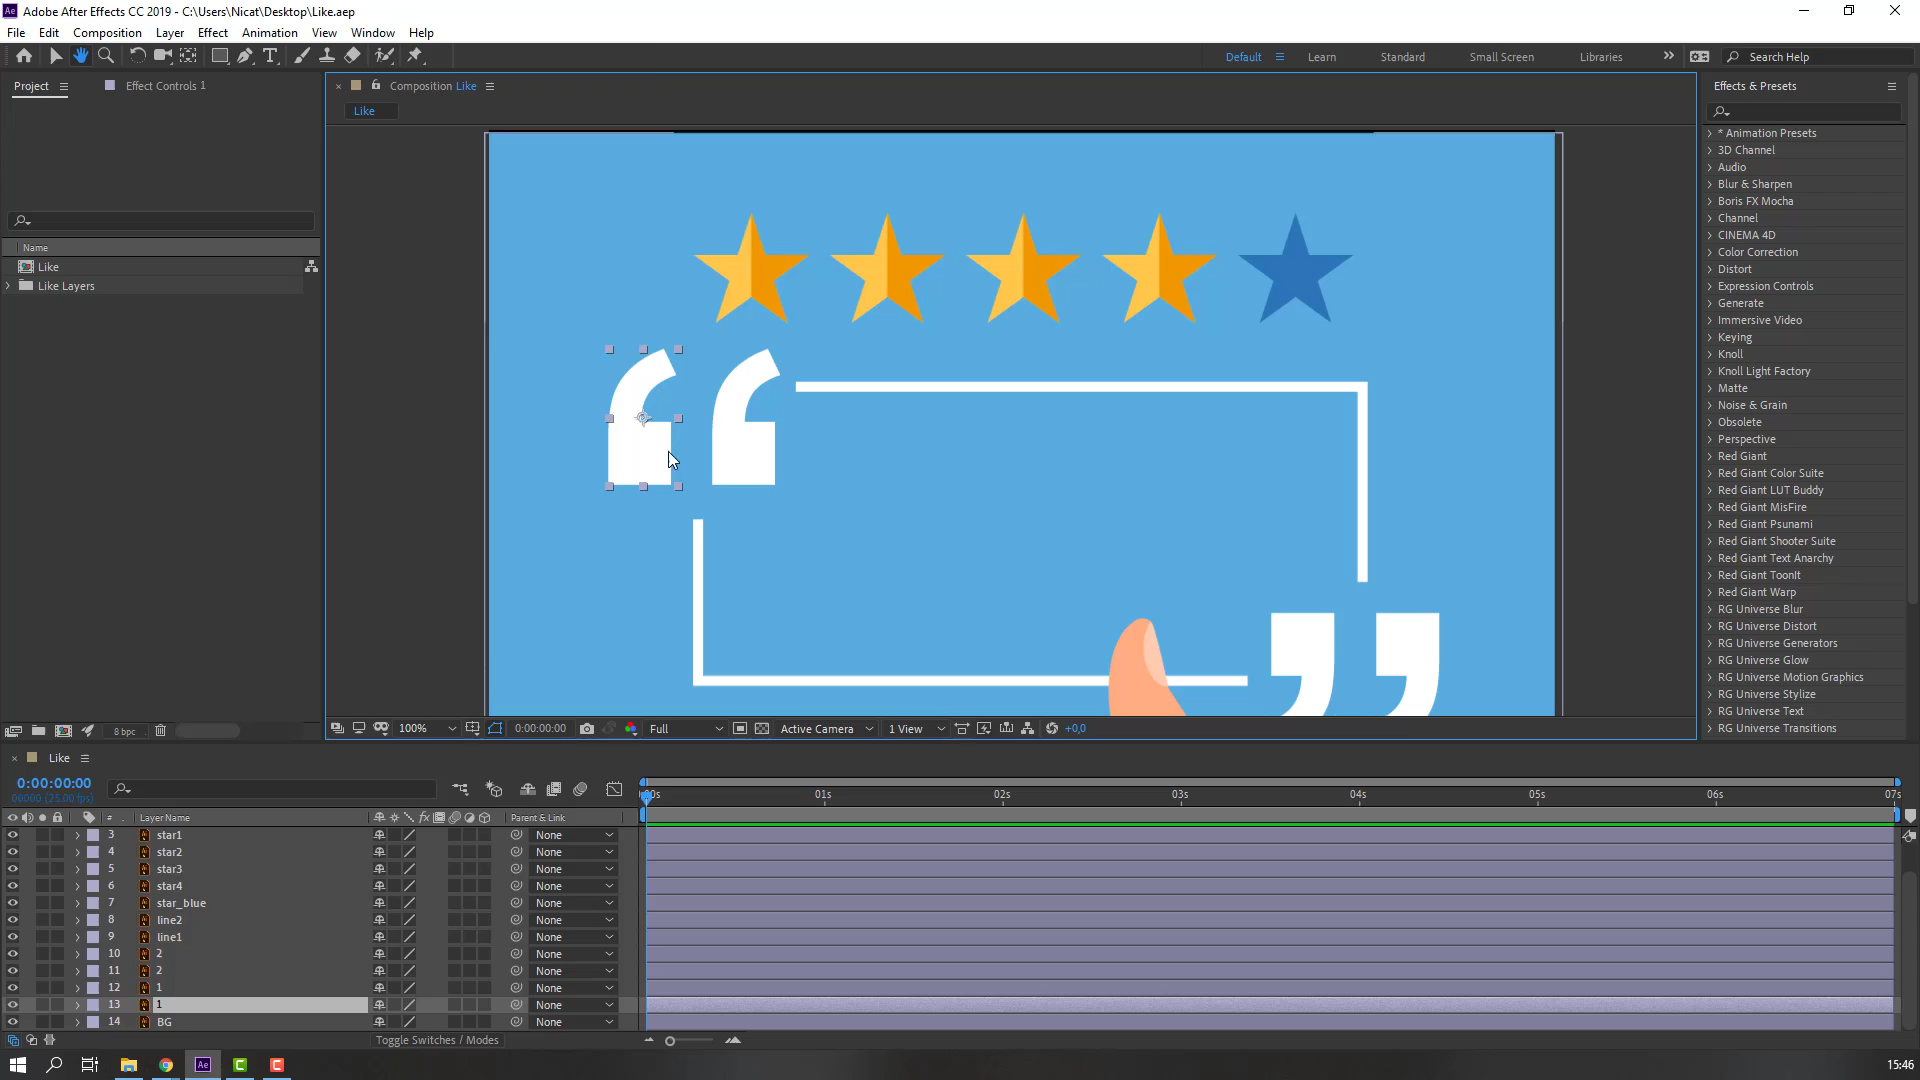 Adobe After Effects CC 2019 - C:\Users\Nicat\Desktop\Like.aep
File Edit Composition Layer Effect Animation View Window Help
Default Learn Standard Small Screen Libraries Search Help
Project
Effect Controls 1
Composition Like
Like
Effects & Presets
Name
Like
Like Layers
* Animation Presets
3D Channel
Audio
Blur & Sharpen
Boris FX Mocha
Channel
CINEMA 4D
Color Correction
Distort
Expression Controls
Generate
Immersive Video
Keying
Knoll
Knoll Light Factory
Matte
Noise & Grain
Obsolete
Perspective
Red Giant
Red Giant Color Suite
Red Giant LUT Buddy
Red Giant MisFire
Red Giant Psunami
Red Giant Shooter Suite
Red Giant Text Anarchy
Red Giant ToonIt
Red Giant Warp
RG Universe Blur
RG Universe Distort
RG Universe Generators
RG Universe Glow
RG Universe Motion Graphics
RG Universe Stylize
RG Universe Text
RG Universe Transitions
8 bpc
100% 0:00:00:00 Full Active Camera 1 View +0,0
Like
0:00:00:00
00000 (25.00 fps)
01s 02s 03s 04s 05s 06s 07s
# Layer Name Parent & Link
3 star1 None
4 star2 None
5 star3 None
6 star4 None
7 star_blue None
8 line2 None
9 line1 None
10 2 None
11 2 None
12 1 None
13 1 None
14 BG None
Toggle Switches / Modes
15:46